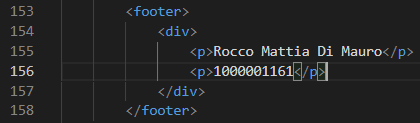 153 <footer>
154 <div>
155 <p>Rocco Mattia Di Mauro</p>
156 <p>1000001161</p>
157 </div>
158 </footer>